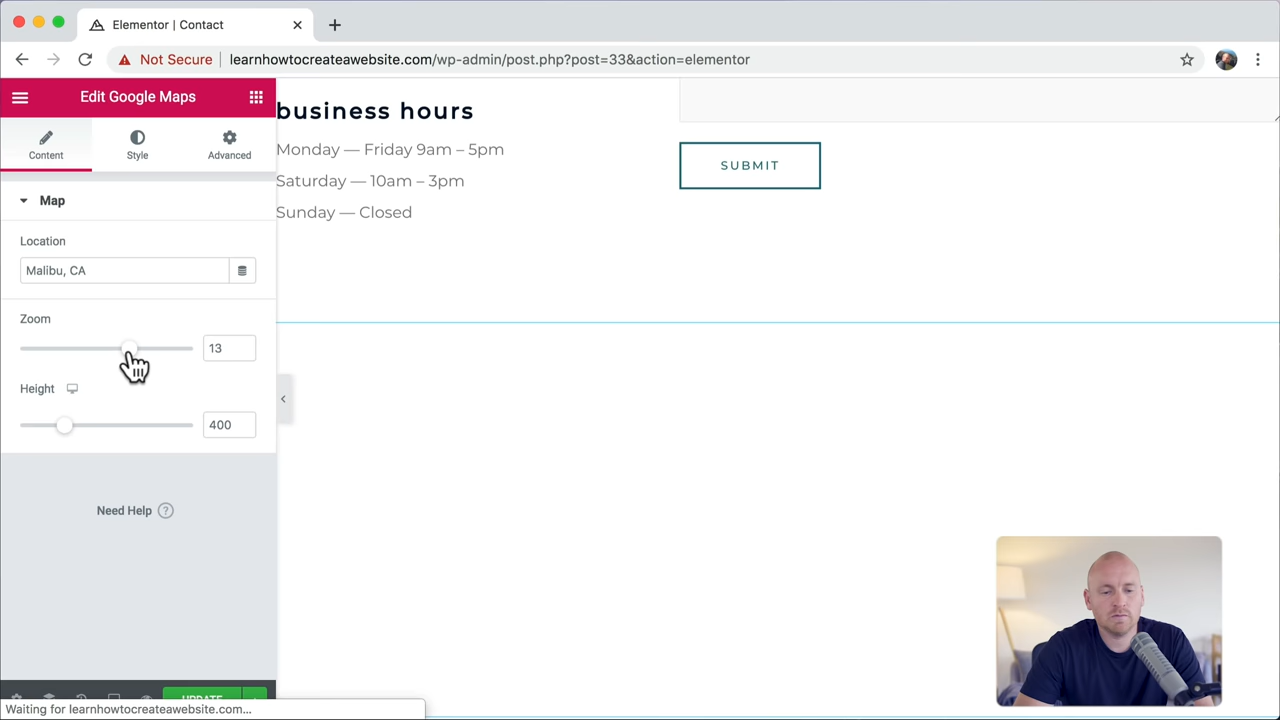 Elementor | Contact
Not Secure
learnhowtocreateawebsite.com/wp-admin/post.php?post=33&action=elementor
Edit Google Maps
Content
Style
Advanced
Map
Location
Malibu, CA
Zoom
13
Height
400
Need Help
UPDATE
Waiting for learnhowtocreateawebsite.com...
business hours
Monday — Friday 9am – 5pm
Saturday — 10am – 3pm
Sunday — Closed
SUBMIT